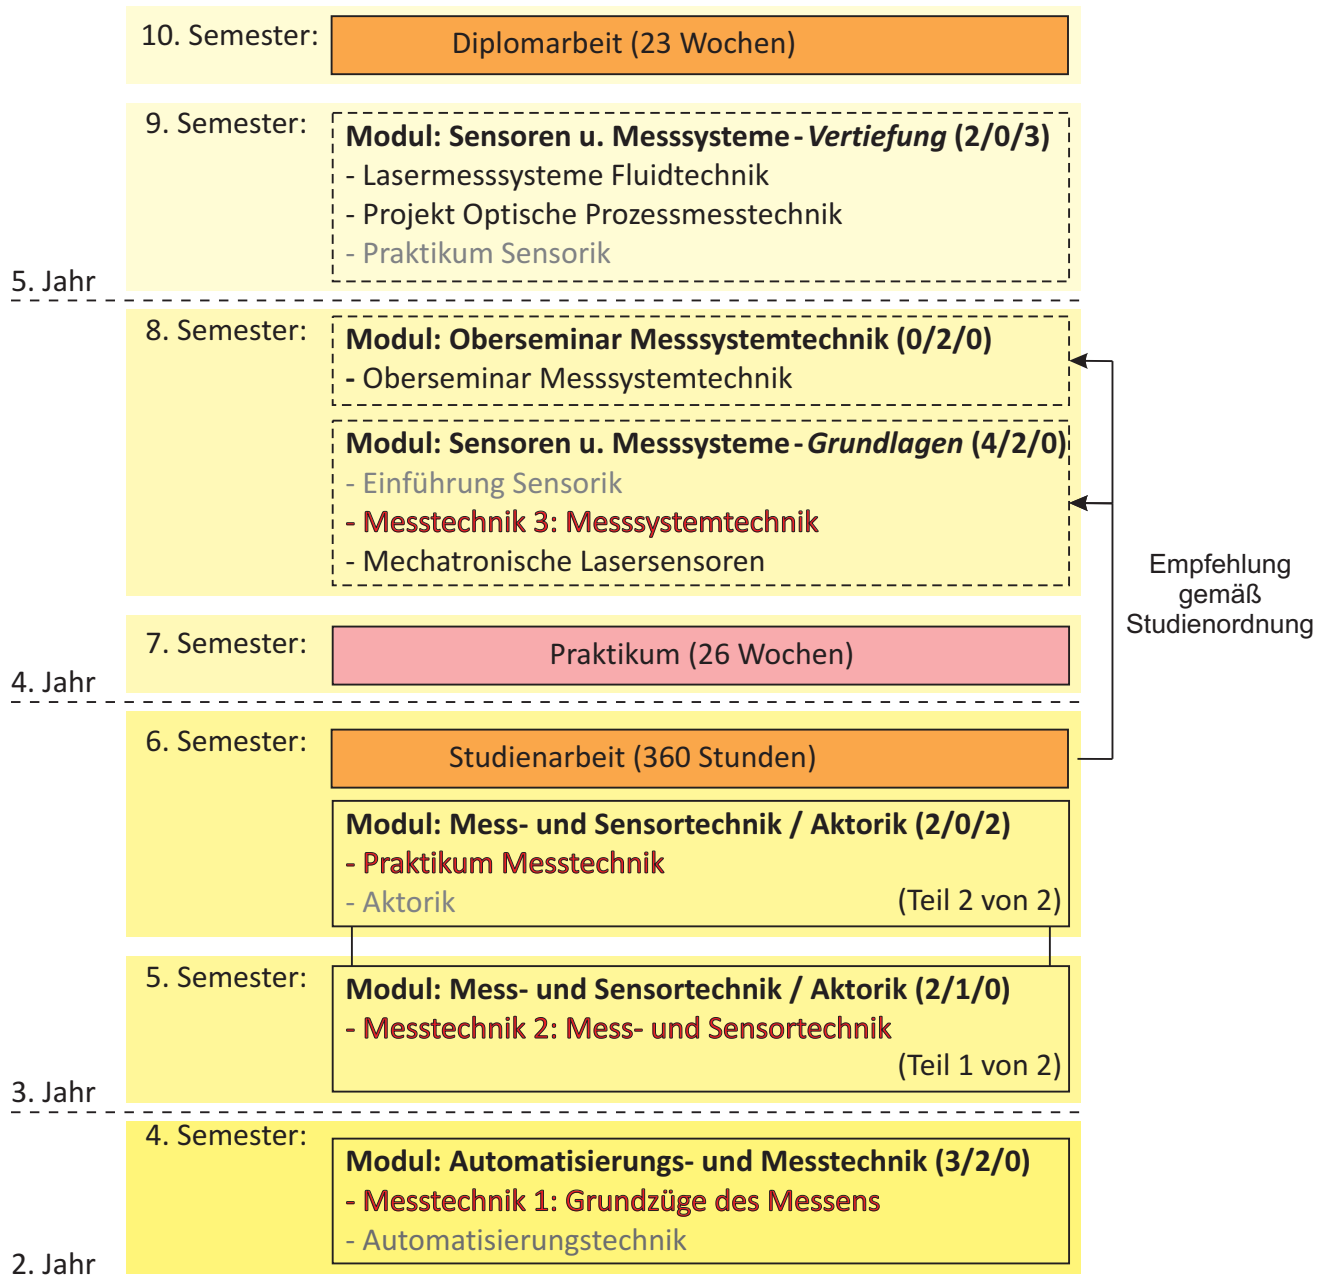 10. Semester:
Diplomarbeit (23 Wochen)
9. Semester:
Modul: Sensoren u. Messsysteme - Vertiefung (2/0/3)
- Lasermesssysteme Fluidtechnik
- Projekt Optische Prozessmesstechnik
- Praktikum Sensorik
5. Jahr
8. Semester:
Modul: Oberseminar Messsystemtechnik (0/2/0)
- Oberseminar Messsystemtechnik
Modul: Sensoren u. Messsysteme - Grundlagen (4/2/0)
- Einführung Sensorik
- Messtechnik 3: Messsystemtechnik
- Mechatronische Lasersensoren
Empfehlung
gemäß
Studienordnung
7. Semester:
Praktikum (26 Wochen)
4. Jahr
6. Semester:
Studienarbeit (360 Stunden)
Modul: Mess- und Sensortechnik / Aktorik (2/0/2)
- Praktikum Messtechnik
- Aktorik (Teil 2 von 2)
5. Semester:
Modul: Mess- und Sensortechnik / Aktorik (2/1/0)
- Messtechnik 2: Mess- und Sensortechnik
(Teil 1 von 2)
3. Jahr
4. Semester:
Modul: Automatisierungs- und Messtechnik (3/2/0)
- Messtechnik 1: Grundzüge des Messens
- Automatisierungstechnik
2. Jahr